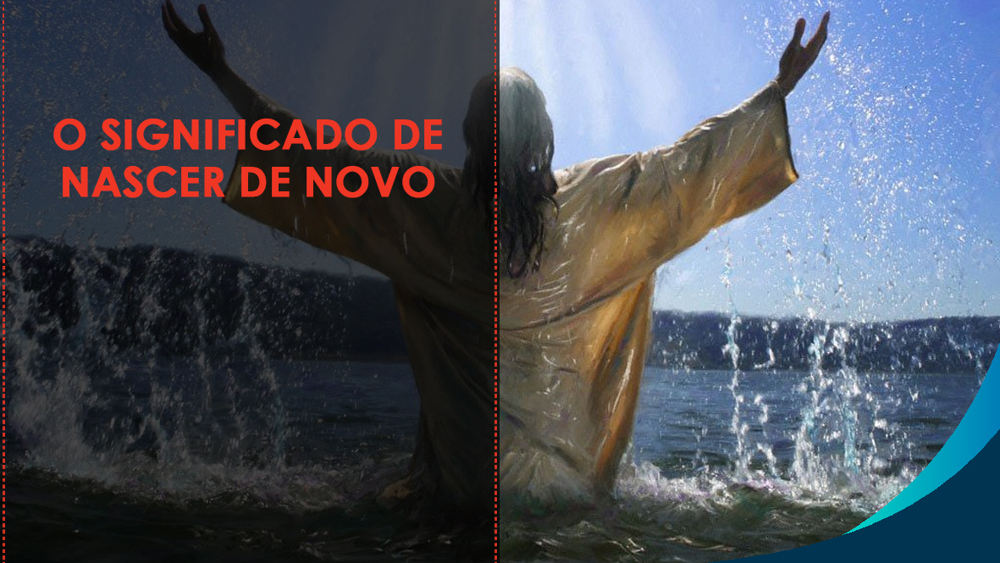 O SIGNIFICADO DE
NASCER DE NOVO